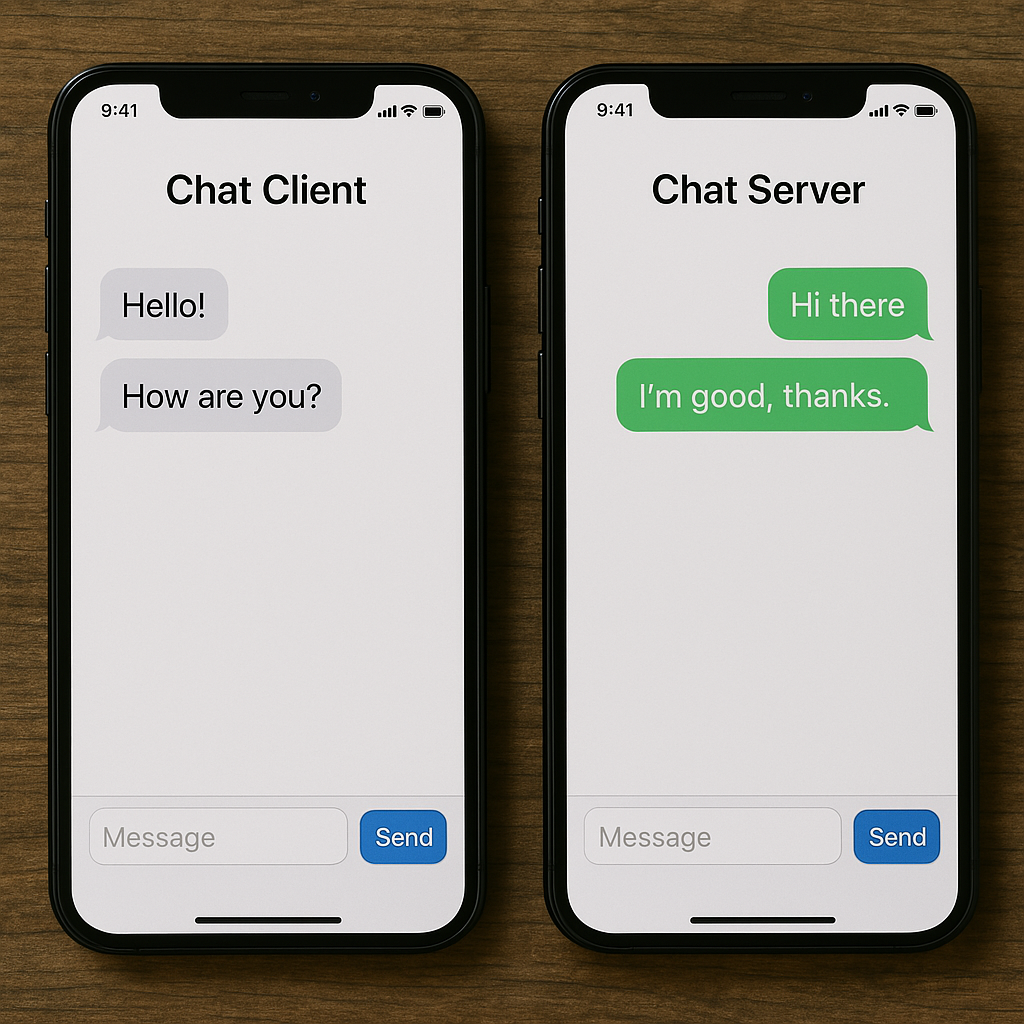 9:41
Chat Client
Hello!
How are you?
Message
Send
9:41
Chat Server
Hi there
I’m good, thanks.
Message
Send